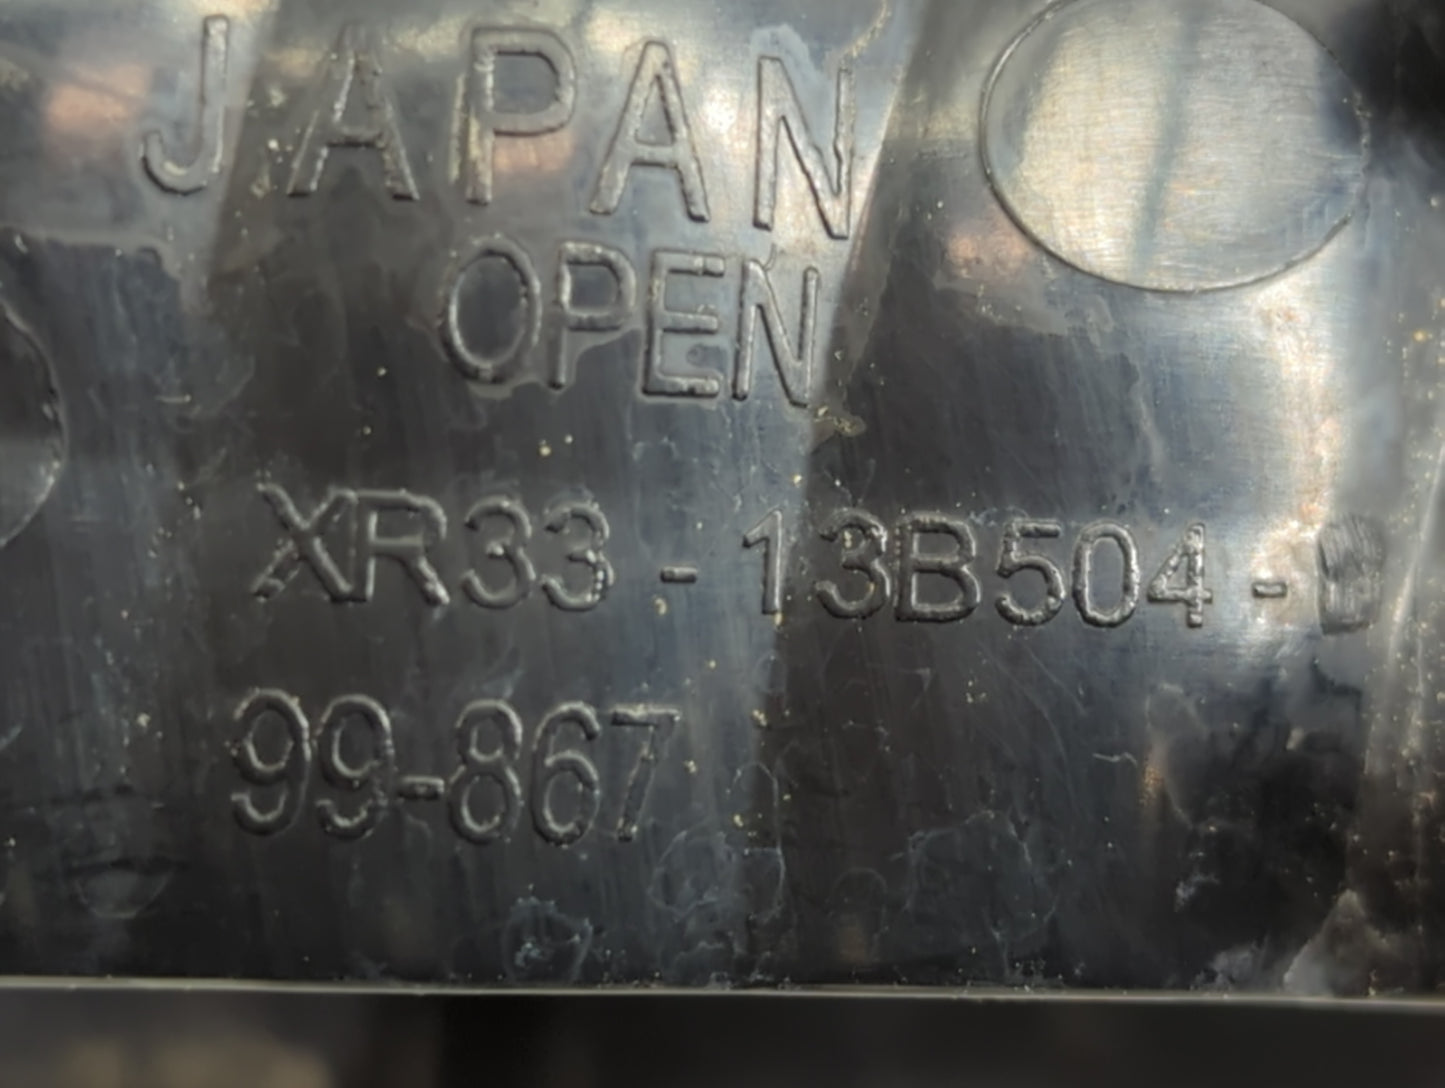 JAPAN
OPEN
XR33-13B504-
99-867